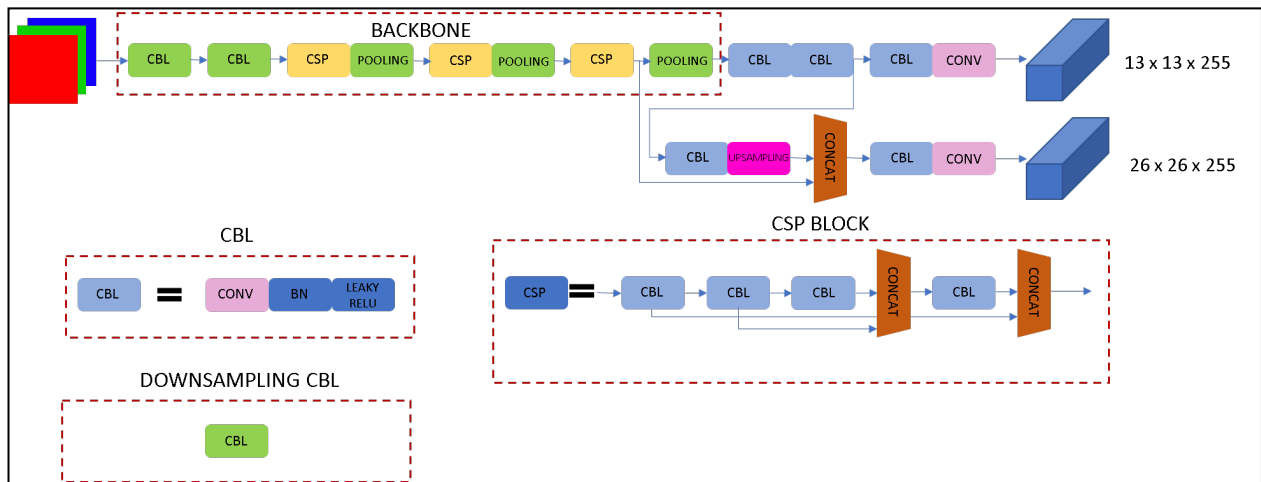 BACKBONE
CBL CBL CSP POOLING CSP POOLING CSP POOLING CBL CBL CBL CONV
13 x 13 x 255
CBL UPSAMPLING CONCAT CBL CONV
26 x 26 x 255
CBL
CBL = CONV BN LEAKY
RELU
CSP BLOCK
CSP = CBL CBL CBL CONCAT CBL CONCAT
DOWNSAMPLING CBL
CBL